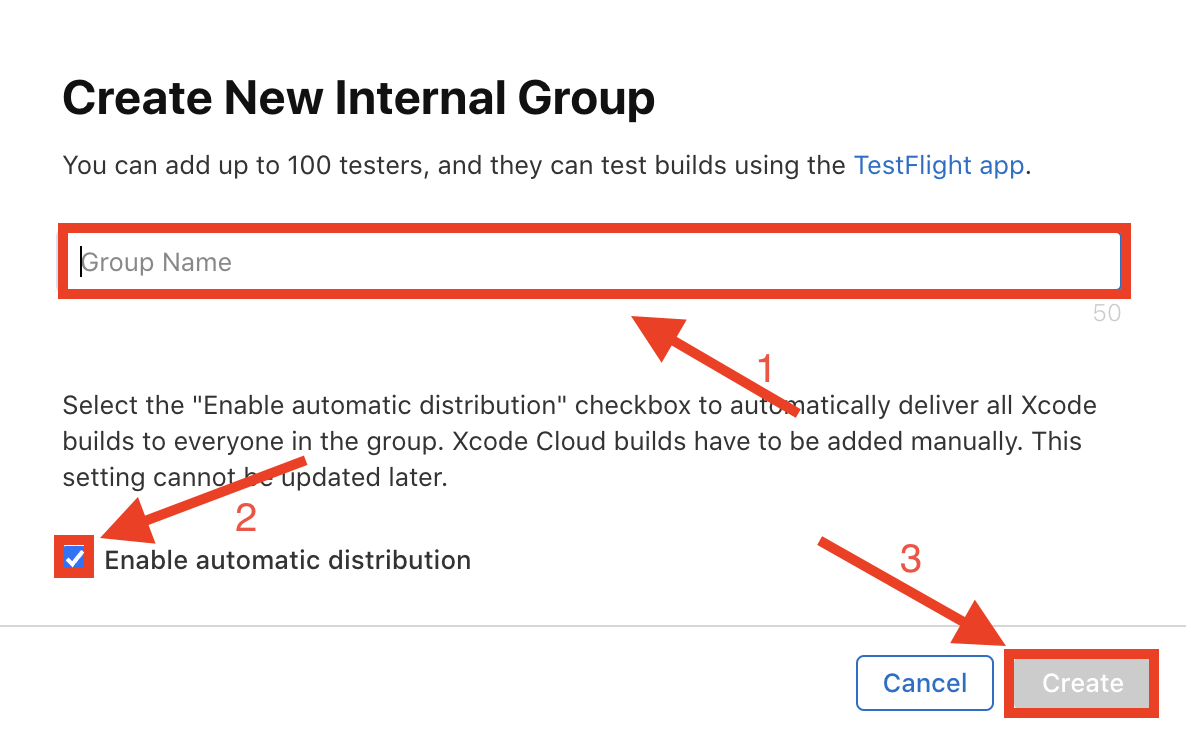 Create New Internal Group
You can add up to 100 testers, and they can test builds using the TestFlight app.
Group Name
50
1
Select the "Enable automatic distribution" checkbox to automatically deliver all Xcode
builds to everyone in the group. Xcode Cloud builds have to be added manually. This
setting cannot be updated later.
2
Enable automatic distribution
3
Cancel
Create